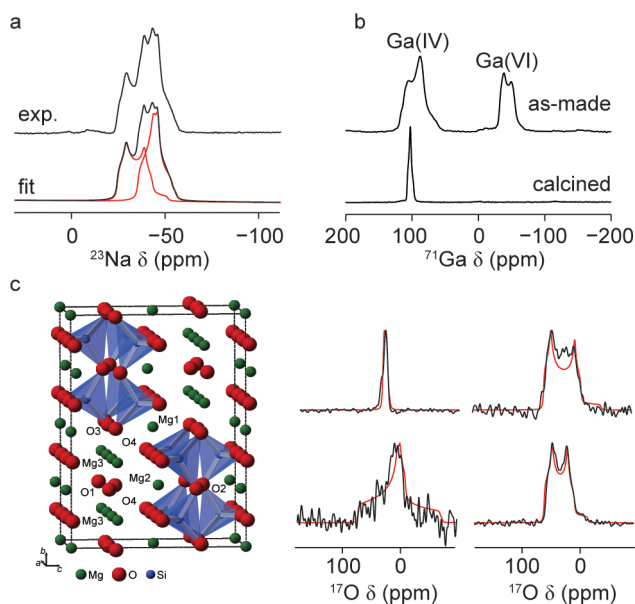 a
exp.
fit
0 −50 −100
²³Na δ (ppm)
b
Ga(IV)
Ga(VI)
as-made
calcined
200 100 0 −100 −200
⁷¹Ga δ (ppm)
c
O3 O4 Mg1
Mg3 Mg2
O1 O4 O2
Mg3
b
a c
Mg O Si
100 0
¹⁷O δ (ppm)
100 0
¹⁷O δ (ppm)